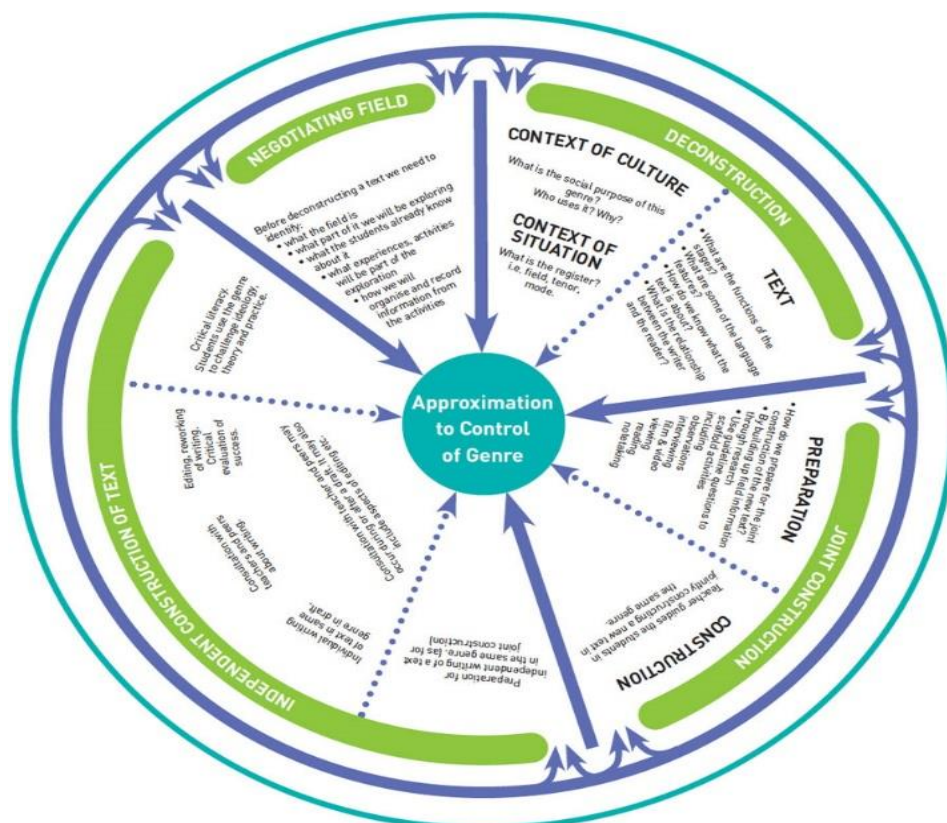 NEGOTIATING FIELD
Before deconstructing a text we need to
identify:
• what the field is
• what part of it we will be exploring
• what the students already know
about it
• what experiences, activities
will be part of the
exploration
• how we will
organise and record
information from
the activities
DECONSTRUCTION
CONTEXT OF CULTURE
What is the social purpose of this
genre?
Who uses it? Why?
CONTEXT OF
SITUATION
What is the register?
i.e. field, tenor,
mode.
TEXT
• What are the functions of the
stages?
• What are some of the language
features?
• How do we know what the
text is about?
• What is the relationship
between the writer
and the reader?
JOINT CONSTRUCTION
PREPARATION
• How do we prepare for the joint
construction of the new text?
• By building up field information
through research
• Use guideline questions to
scaffold activities
including
observations
interviewing
film & video
viewing
reading
notetaking
CONSTRUCTION
Teacher guides the students in
jointly constructing a new text in
the same genre.
INDEPENDENT CONSTRUCTION OF TEXT
Preparation for
independent writing of a text
in the same genre. (as for
joint construction)
Individual writing
of text in same
genre in draft.
Consultation with teacher and peers may
occur during or after a draft. It may also
include aspects of editing etc.
Consultation with
teachers and peers
about writing.
Editing, reworking
of writing.
Critical
evaluation of
success.
Critical literacy.
Students use the genre
to challenge ideology,
theory and practice.
Approximation
to Control
of Genre